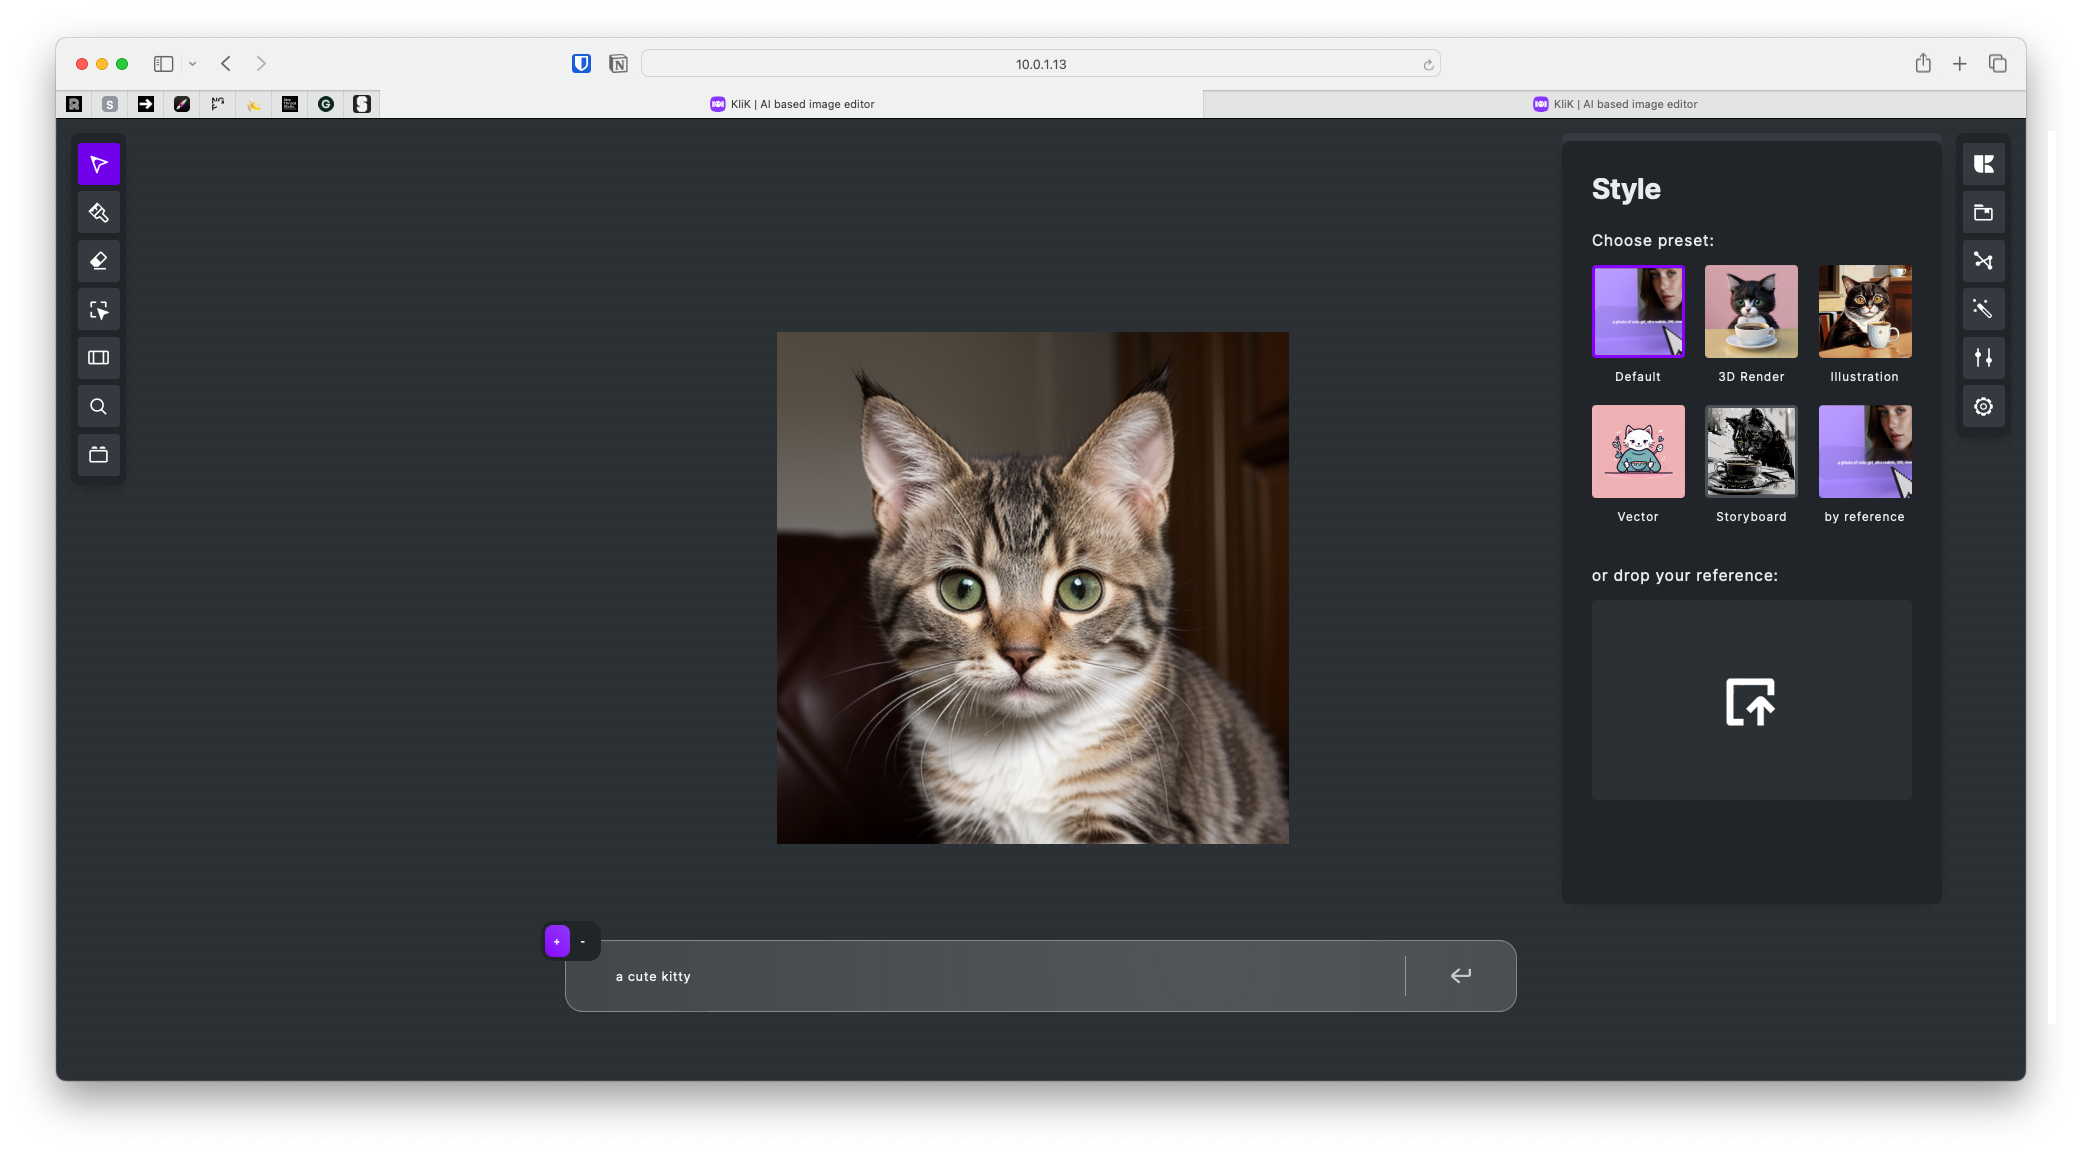 10.0.1.13
KliK | AI based image editor
KliK | AI based image editor
Style
Choose preset:
Default
3D Render
Illustration
Vector
Storyboard
by reference
or drop your reference:
+ -
a cute kitty